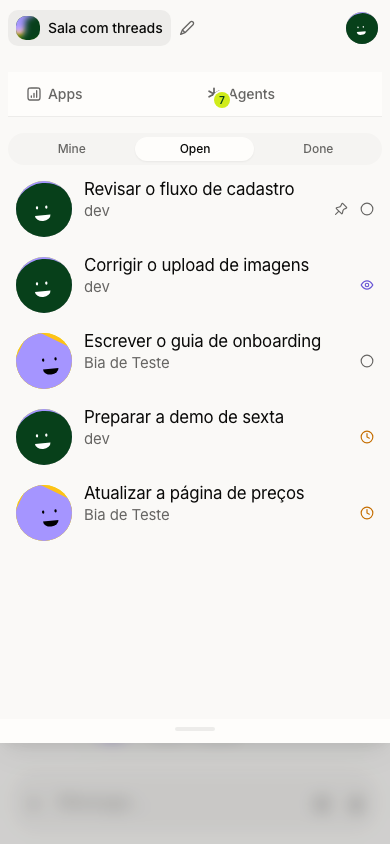 Sala com threads
Apps
7
Agents
Mine
Open
Done
Revisar o fluxo de cadastro
dev
Corrigir o upload de imagens
dev
Escrever o guia de onboarding
Bia de Teste
Preparar a demo de sexta
dev
Atualizar a página de preços
Bia de Teste